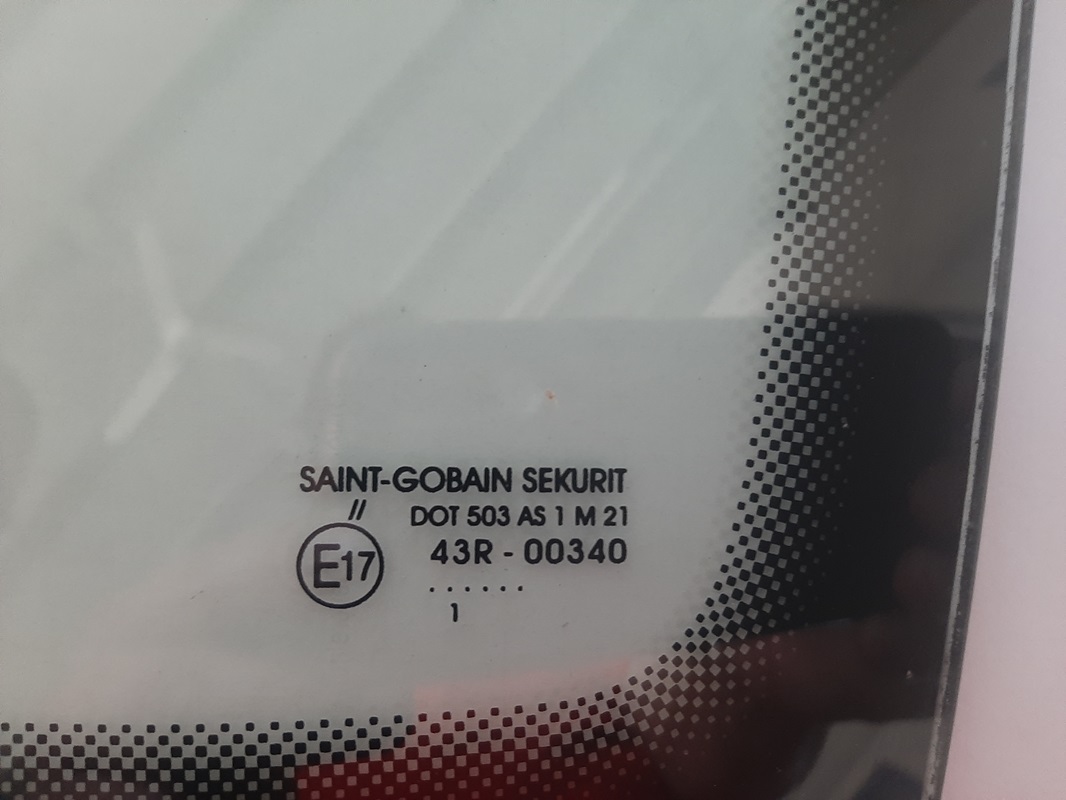 SAINT-GOBAIN SEKURIT
//
DOT 503 AS 1 M 21
E17
43R - 00340
. . . . . .
1